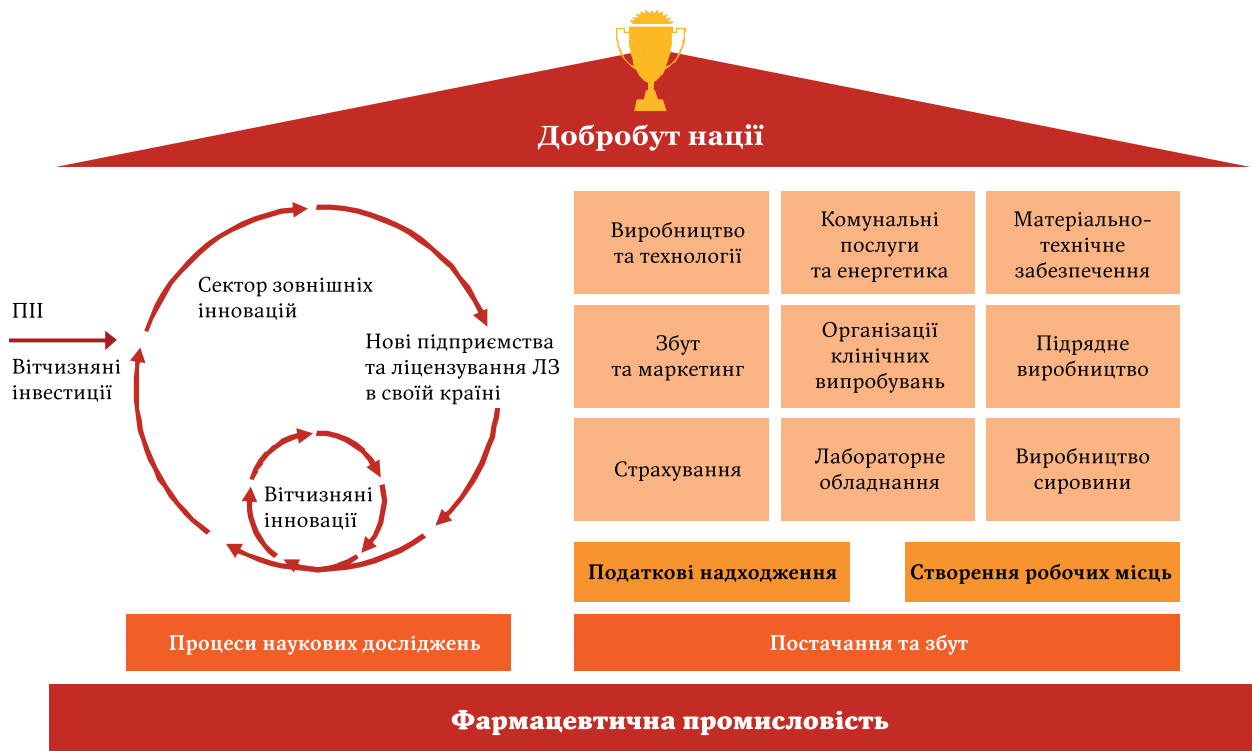 Добробут нації
ПІІ
Вітчизняні
інвестиції
Сектор зовнішніх
інновацій
Нові підприємства
та ліцензування ЛЗ
в своїй країні
Вітчизняні
інновації
Процеси наукових досліджень
Виробництво
та технології
Комунальні
послуги
та енергетика
Матеріально-
технічне
забезпечення
Збут
та маркетинг
Організації
клінічних
випробувань
Підрядне
виробництво
Страхування
Лабораторне
обладнання
Виробництво
сировини
Податкові надходження
Створення робочих місць
Постачання та збут
Фармацевтична промисловість